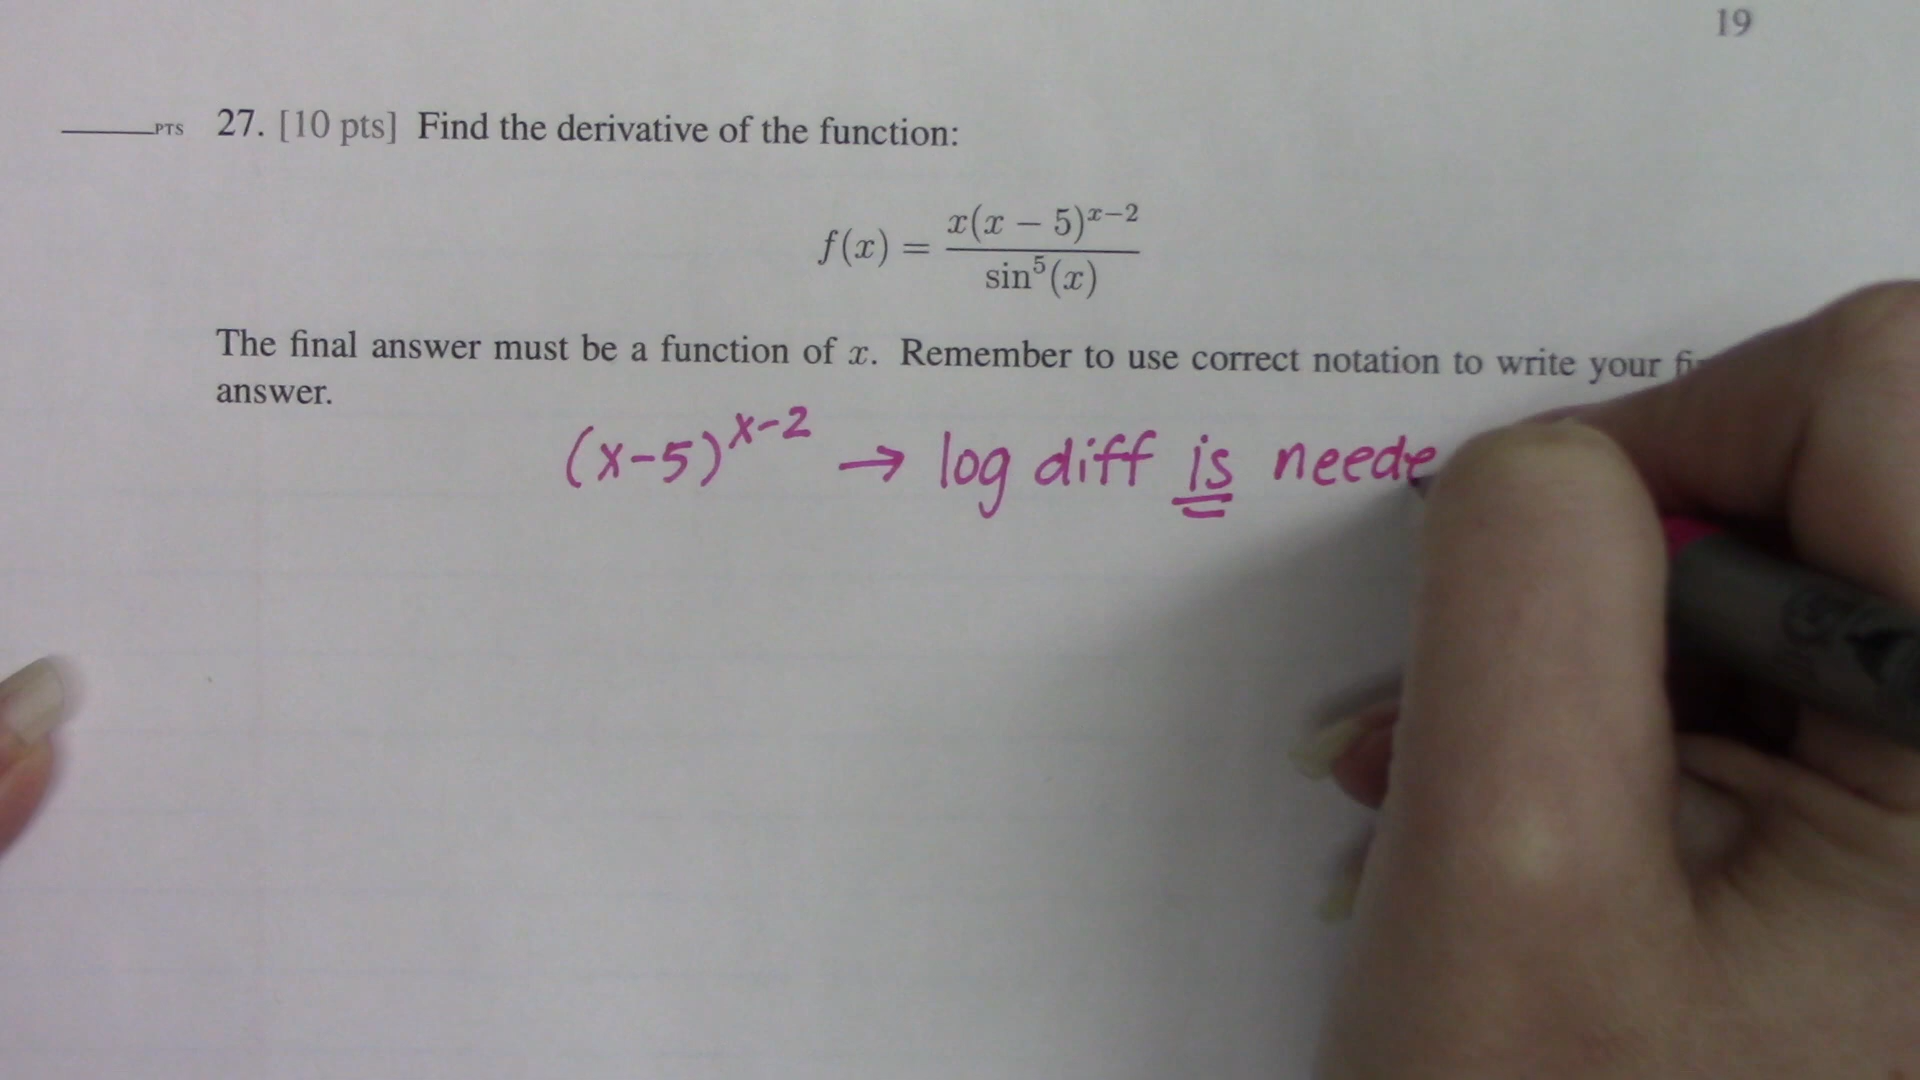 19
PTS 27. [10 pts] Find the derivative of the function:
f(x) = x(x − 5)^{x−2} / sin^5(x)
The final answer must be a function of x. Remember to use correct notation to write your
answer.
(x-5)^{x-2} → log diff is neede